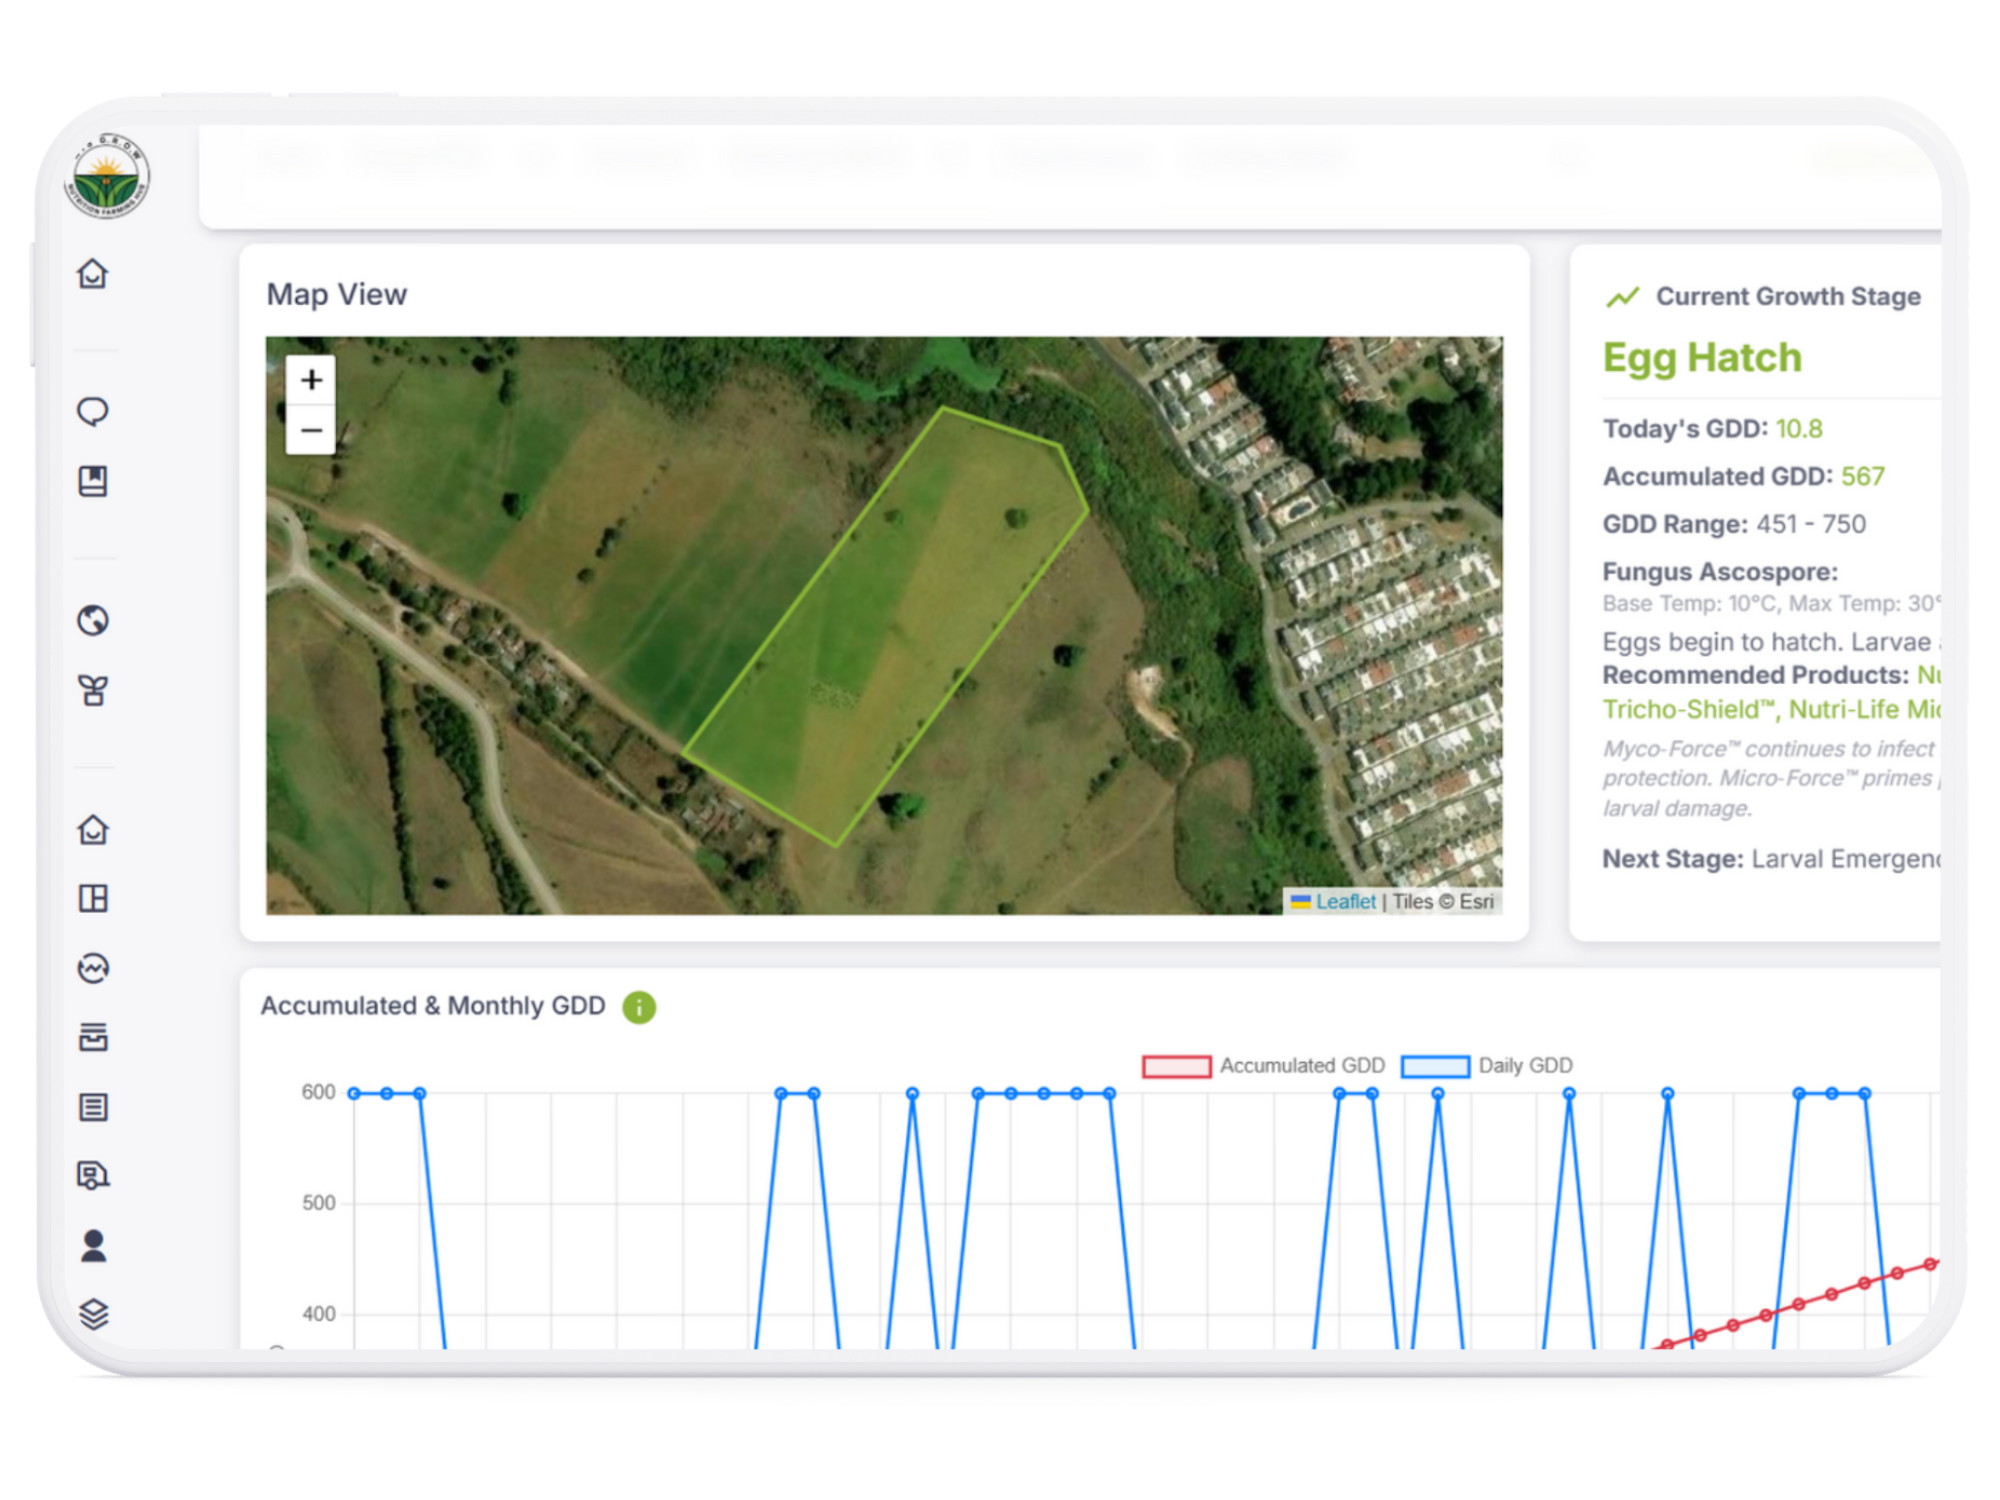 G.R.O.W
NUTRITION FARMING HUB
Map View
+
−
Leaflet | Tiles © Esri
Current Growth Stage
Egg Hatch
Today's GDD: 10.8
Accumulated GDD: 567
GDD Range: 451 - 750
Fungus Ascospore:
Base Temp: 10°C, Max Temp: 30°
Eggs begin to hatch. Larvae
Recommended Products:
Tricho-Shield™, Nutri-Life
Myco-Force™ continues to infect
protection. Micro-Force™ primes
larval damage.
Next Stage: Larval
Accumulated & Monthly GDD i
Accumulated GDD Daily GDD
600
500
400